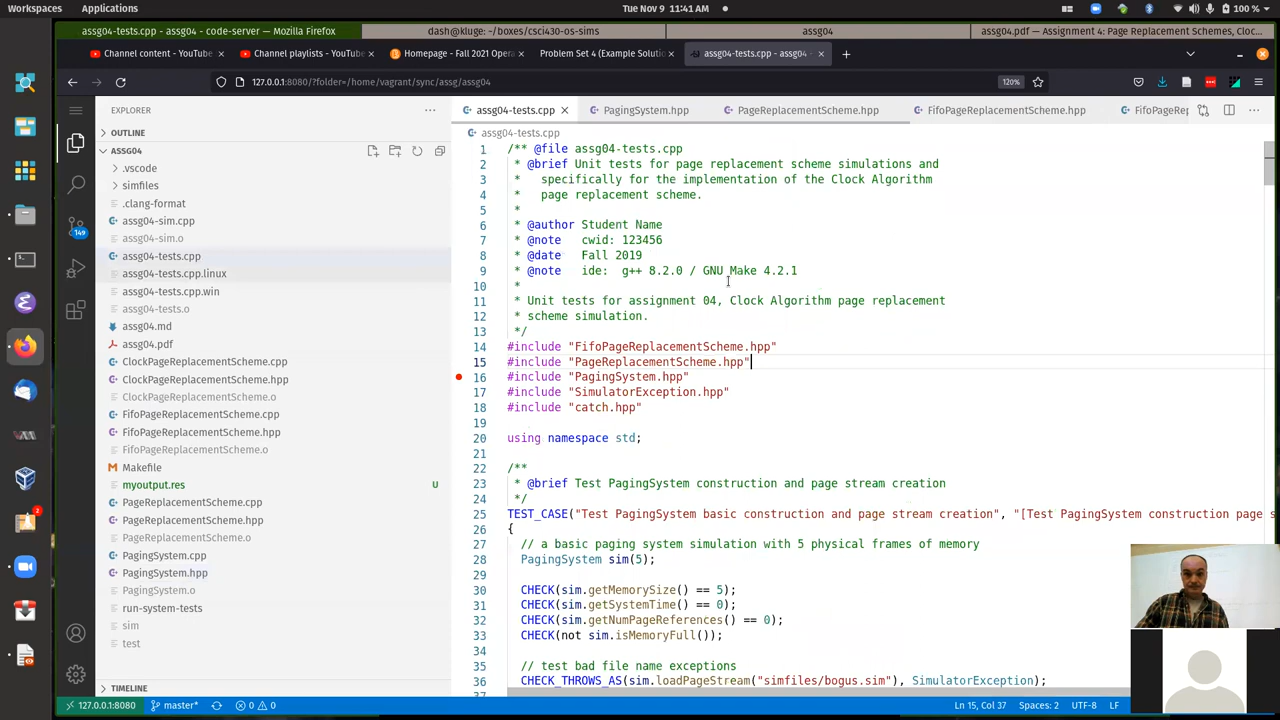 Workspaces Applications Tue Nov 9 11:41 AM 100 %
assg04-tests.cpp - assg04 - code-server — Mozilla Firefox
dash@kluge: ~/boxes/csci430-os-sims
assg04
assg04.pdf — Assignment 4: Page Replacement Schemes, Cloc...
Channel content - YouTube
Channel playlists - YouTube
Homepage - Fall 2021 Opera
Problem Set 4 (Example Soluti
assg04-tests.cpp - assg04 -
127.0.0.1:8080/?folder=/home/vagrant/sync/assg/assg04
120%
EXPLORER
OUTLINE
ASSG04
.vscode
simfiles
.clang-format
assg04-sim.cpp
assg04-sim.o
149
assg04-tests.cpp
assg04-tests.cpp.linux
assg04-tests.cpp.win
assg04-tests.o
assg04.md
assg04.pdf
ClockPageReplacementScheme.cpp
ClockPageReplacementScheme.hpp
ClockPageReplacementScheme.o
FifoPageReplacementScheme.cpp
FifoPageReplacementScheme.hpp
FifoPageReplacementScheme.o
Makefile
myoutput.res U
PageReplacementScheme.cpp
PageReplacementScheme.hpp
PageReplacementScheme.o
PagingSystem.cpp
PagingSystem.hpp
PagingSystem.o
run-system-tests
sim
test
TIMELINE
2
assg04-tests.cpp
PagingSystem.hpp
PageReplacementScheme.hpp
FifoPageReplacementScheme.hpp
FifoPageRep
assg04-tests.cpp
1 /** @file assg04-tests.cpp
2 * @brief Unit tests for page replacement scheme simulations and
3 * specifically for the implementation of the Clock Algorithm
4 * page replacement scheme.
5 *
6 * @author Student Name
7 * @note cwid: 123456
8 * @date Fall 2019
9 * @note ide: g++ 8.2.0 / GNU Make 4.2.1
10 *
11 * Unit tests for assignment 04, Clock Algorithm page replacement
12 * scheme simulation.
13 */
14 #include "FifoPageReplacementScheme.hpp"
15 #include "PageReplacementScheme.hpp"
16 #include "PagingSystem.hpp"
17 #include "SimulatorException.hpp"
18 #include "catch.hpp"
19
20 using namespace std;
21
22 /**
23 * @brief Test PagingSystem construction and page stream creation
24 */
25 TEST_CASE("Test PagingSystem basic construction and page stream creation", "[Test PagingSystem construction page s
26 {
27 // a basic paging system simulation with 5 physical frames of memory
28 PagingSystem sim(5);
29
30 CHECK(sim.getMemorySize() == 5);
31 CHECK(sim.getSystemTime() == 0);
32 CHECK(sim.getNumPageReferences() == 0);
33 CHECK(not sim.isMemoryFull());
34
35 // test bad file name exceptions
36 CHECK_THROWS_AS(sim.loadPageStream("simfiles/bogus.sim"), SimulatorException);
37
127.0.0.1:8080 master* 0 0 Ln 15, Col 37 Spaces: 2 UTF-8 LF